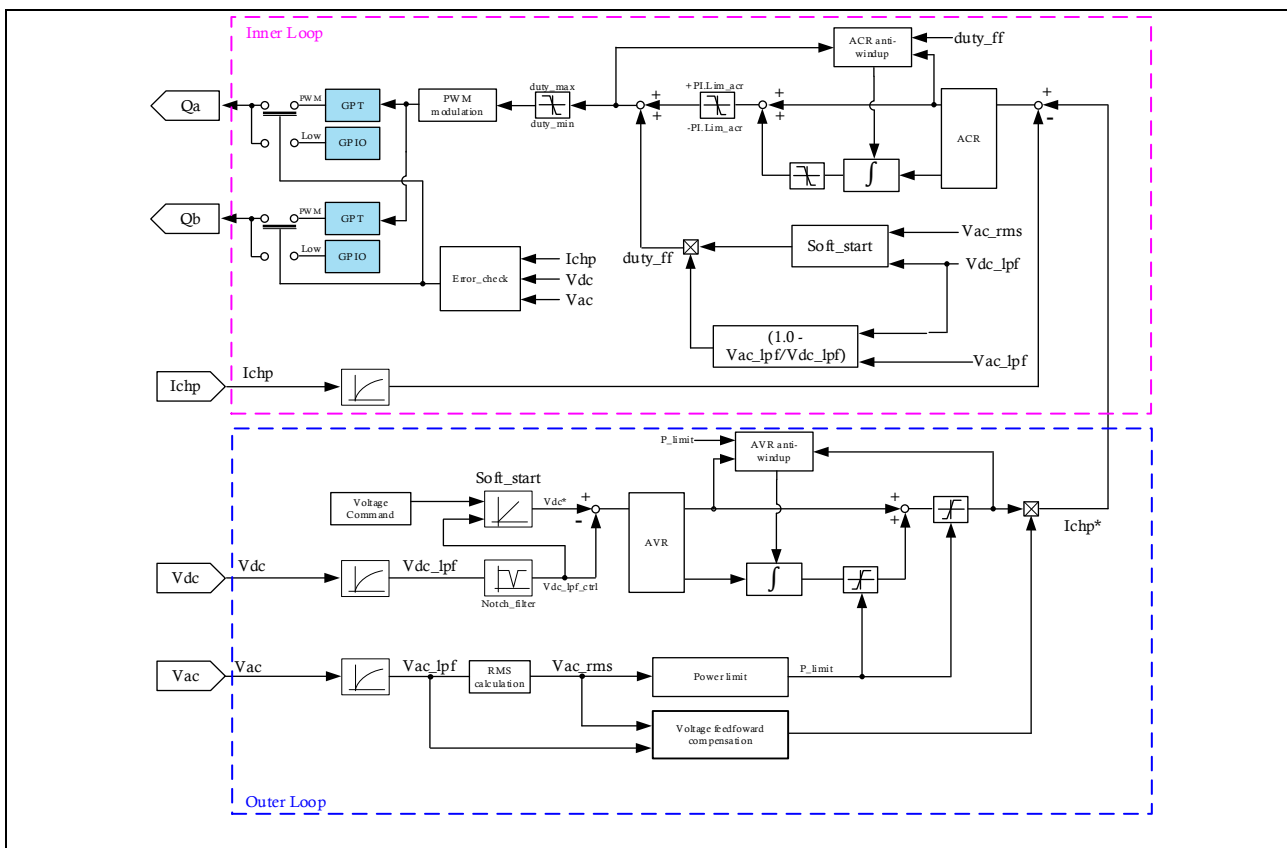 Inner Loop
ACR anti-
windup
duty_ff
Qa
PWM
GPT
Low
GPIO
PWM
modulation
duty_max
duty_min
+PI.Lim_acr
-PI.Lim_acr
+
+
+
+
ACR
+
-
∫
Qb
PWM
GPT
Low
GPIO
Error_check
Ichp
Vdc
Vac
duty_ff
Soft_start
Vac_rms
Vdc_lpf
(1.0 -
Vac_lpf/Vdc_lpf)
Vac_lpf
Ichp
Ichp
P_limit
AVR anti-
windup
Soft_start
Voltage
Command
Vdc*
+
-
AVR
+
+
Ichp*
Vdc
Vdc
Vdc_lpf
Notch_filter
Vdc_lpf_ctrl
∫
Vac
Vac
Vac_lpf
RMS
calculation
Vac_rms
Power limit
P_limit
Voltage feedfoward
compensation
Outer Loop